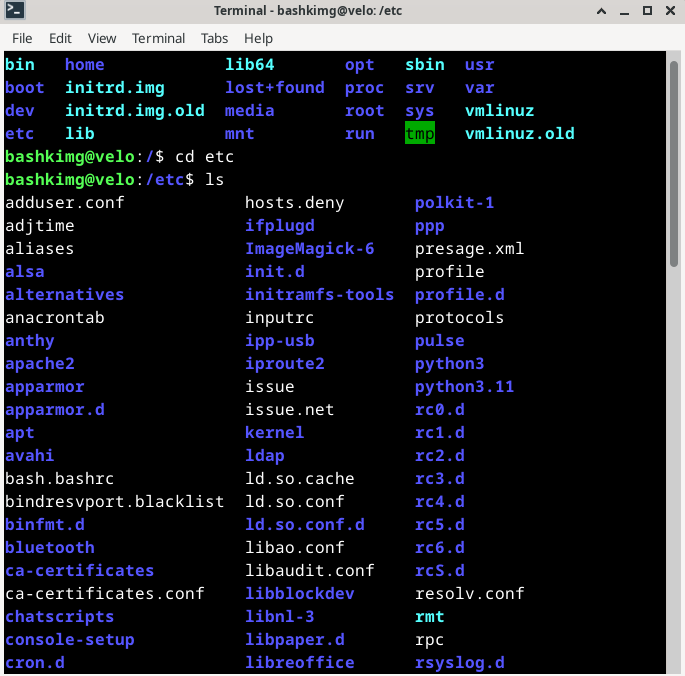 Terminal - bashkimg@velo: /etc
File Edit View Terminal Tabs Help
bin home lib64 opt sbin usr
boot initrd.img lost+found proc srv var
dev initrd.img.old media root sys vmlinuz
etc lib mnt run tmp vmlinuz.old
bashkimg@velo:/$ cd etc
bashkimg@velo:/etc$ ls
adduser.conf hosts.deny polkit-1
adjtime ifplugd ppp
aliases ImageMagick-6 presage.xml
alsa init.d profile
alternatives initramfs-tools profile.d
anacrontab inputrc protocols
anthy ipp-usb pulse
apache2 iproute2 python3
apparmor issue python3.11
apparmor.d issue.net rc0.d
apt kernel rc1.d
avahi ldap rc2.d
bash.bashrc ld.so.cache rc3.d
bindresvport.blacklist ld.so.conf rc4.d
binfmt.d ld.so.conf.d rc5.d
bluetooth libao.conf rc6.d
ca-certificates libaudit.conf rcS.d
ca-certificates.conf libblockdev resolv.conf
chatscripts libnl-3 rmt
console-setup libpaper.d rpc
cron.d libreoffice rsyslog.d